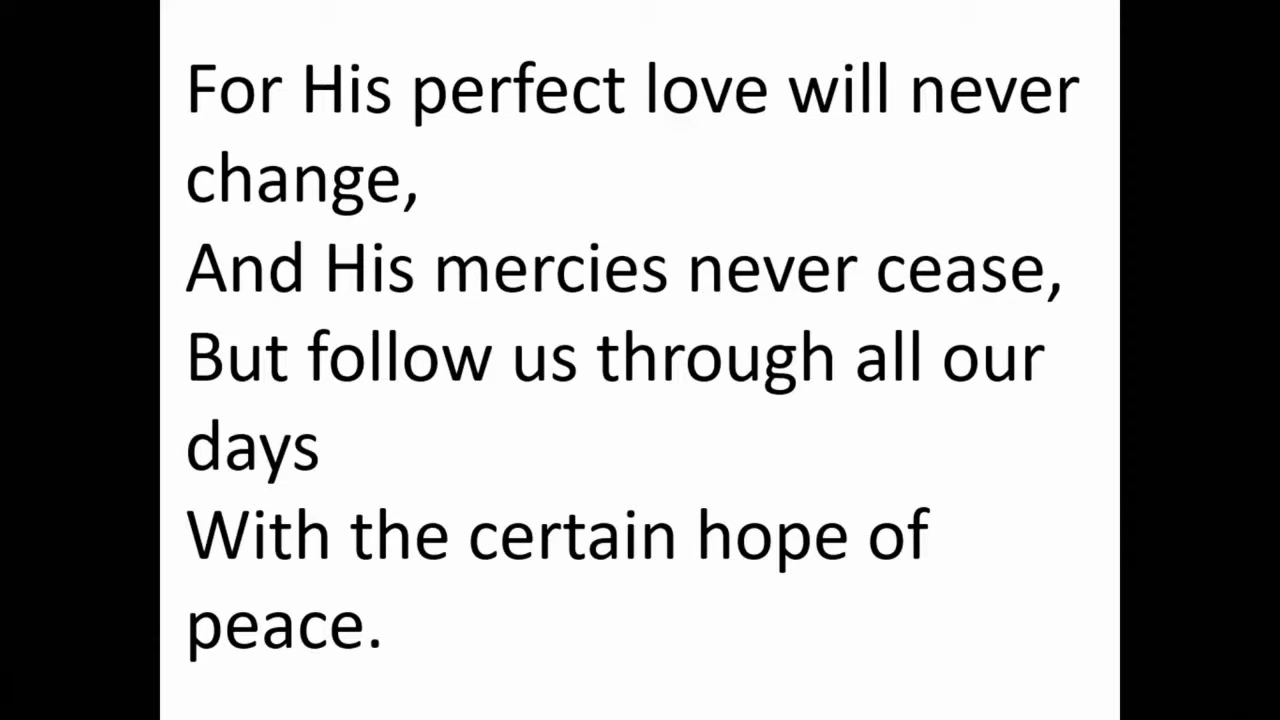 For His perfect love will never
change,
And His mercies never cease,
But follow us through all our
days
With the certain hope of
peace.